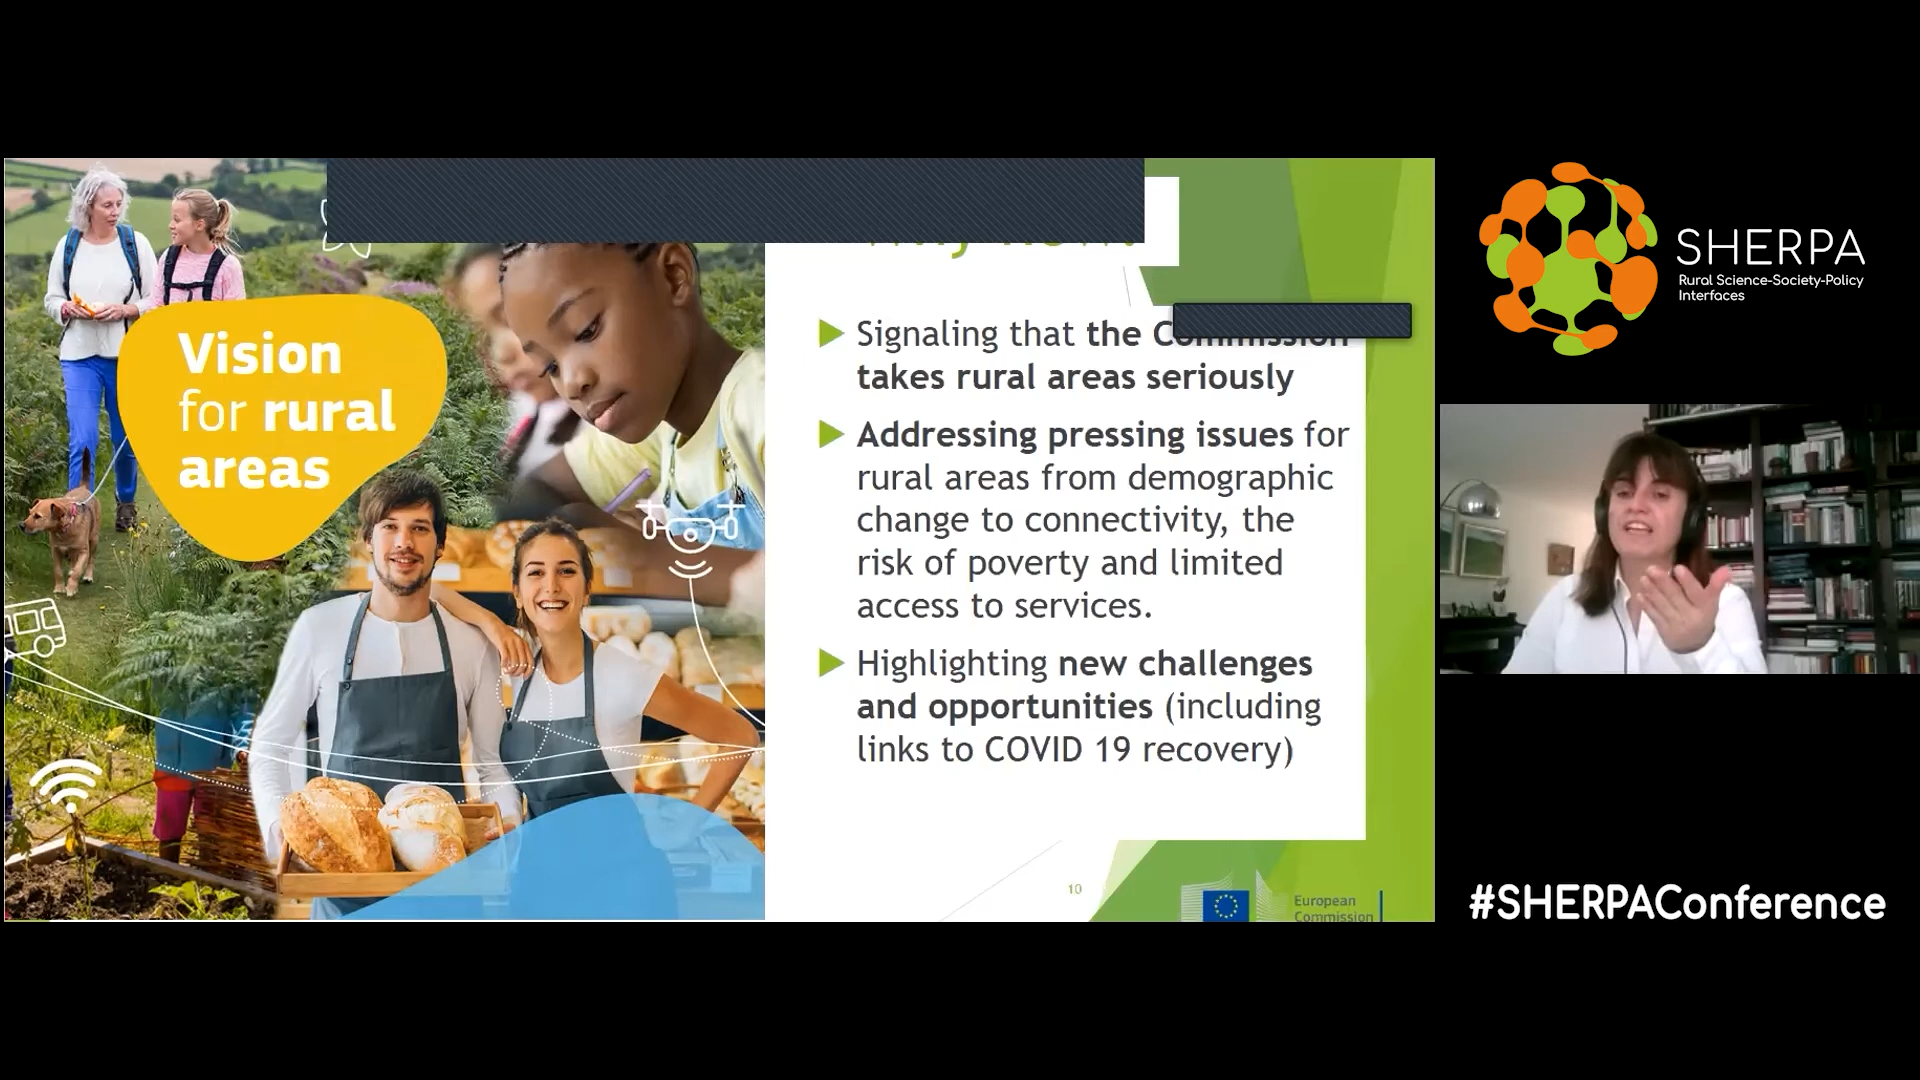 Vision
for rural
areas
Signaling that the Commission
takes rural areas seriously
Addressing pressing issues for
rural areas from demographic
change to connectivity, the
risk of poverty and limited
access to services.
Highlighting new challenges
and opportunities (including
links to COVID 19 recovery)
10
European
Commission
SHERPA
Rural Science-Society-Policy
Interfaces
#SHERPAConference